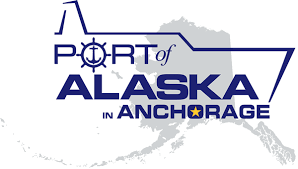 PORT of
ALASKA
IN ANCHORAGE